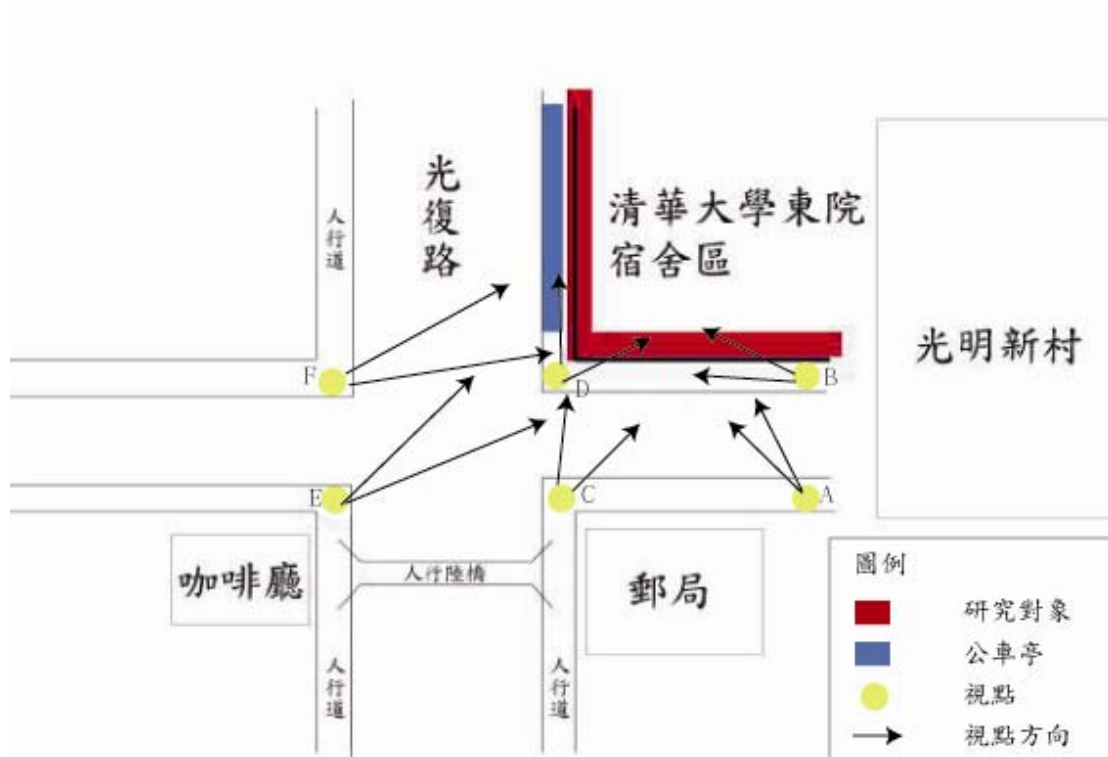 人行道
光復路
清華大學東院
宿舍區
光明新村
F
D
B
E
C
A
咖啡廳
人行陸橋
郵局
人行道
人行道
圖例
研究對象
公車亭
視點
視點方向